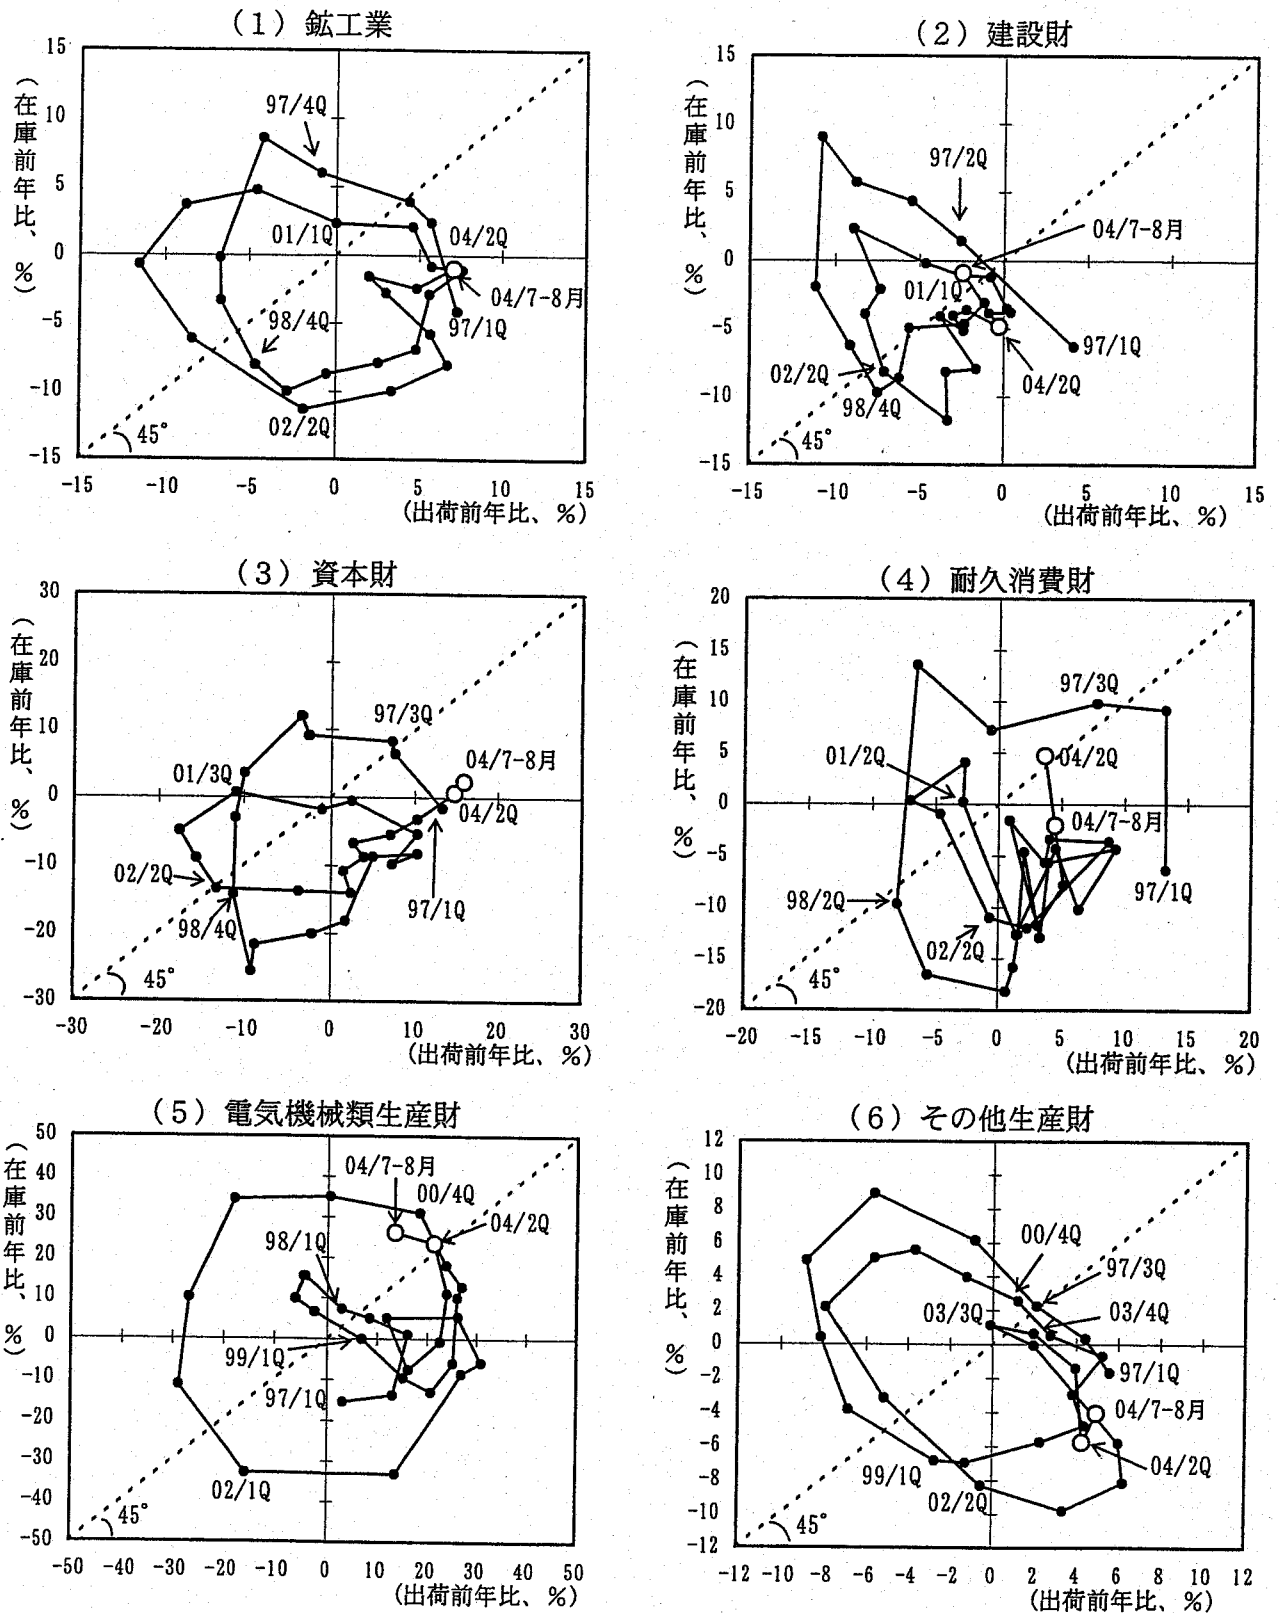 (1) 鉱工業
(在庫前年比、%)
15
10
5
0
-5
-10
-15
97/4Q
01/1Q
04/2Q
04/7-8月
97/1Q
98/4Q
02/2Q
45°
-15 -10 -5 0 5 10 15
(出荷前年比、%)
(2) 建設財
(在庫前年比、%)
15
10
5
0
-5
-10
-15
97/2Q
04/7-8月
01/1Q
97/1Q
02/2Q
04/2Q
98/4Q
45°
-15 -10 -5 0 5 10 15
(出荷前年比、%)
(3) 資本財
(在庫前年比、%)
30
20
10
0
-10
-20
-30
97/3Q
04/7-8月
01/3Q
04/2Q
02/2Q
97/1Q
98/4Q
45°
-30 -20 -10 0 10 20 30
(出荷前年比、%)
(4) 耐久消費財
(在庫前年比、%)
20
15
10
5
0
-5
-10
-15
-20
97/3Q
01/2Q
04/2Q
04/7-8月
97/1Q
98/2Q
02/2Q
45°
-20 -15 -10 -5 0 5 10 15 20
(出荷前年比、%)
(5) 電気機械類生産財
(在庫前年比、%)
50
40
30
20
10
0
-10
-20
-30
-40
-50
04/7-8月
00/4Q
04/2Q
98/1Q
99/1Q
97/1Q
02/1Q
45°
-50 -40 -30 -20 -10 0 10 20 30 40 50
(出荷前年比、%)
(6) その他生産財
(在庫前年比、%)
12
10
8
6
4
2
0
-2
-4
-6
-8
-10
-12
00/4Q
97/3Q
03/3Q
03/4Q
97/1Q
04/7-8月
04/2Q
99/1Q
02/2Q
45°
-12 -10 -8 -6 -4 -2 0 2 4 6 8 10 12
(出荷前年比、%)